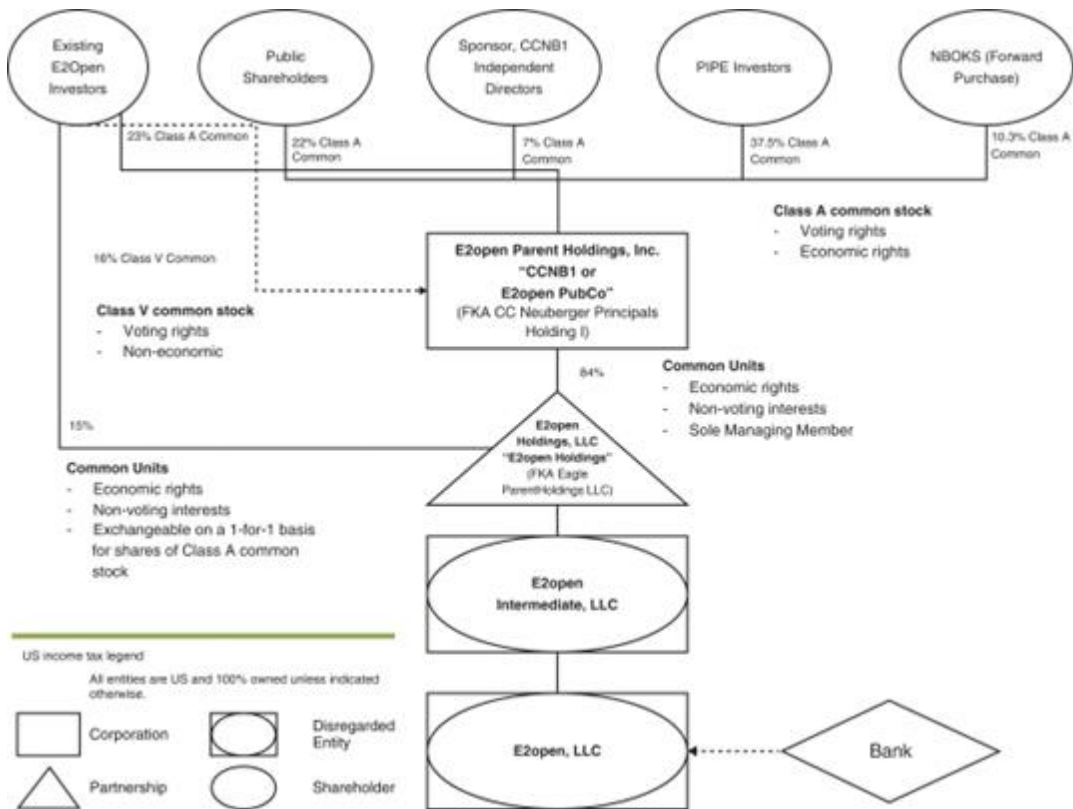 Existing
E2Open
Investors
Public
Shareholders
Sponsor, CCNB1
Independent
Directors
PIPE Investors
NBOKS (Forward
Purchase)
23% Class A Common
22% Class A
Common
7% Class A
Common
37.5% Class A
Common
10.3% Class A
Common
Class A common stock
- Voting rights
- Economic rights
E2open Parent Holdings, Inc.
"CCNB1 or
E2open PubCo"
(FKA CC Neuberger Principals
Holding I)
16% Class V Common
Class V common stock
- Voting rights
- Non-economic
84%
Common Units
- Economic rights
- Non-voting interests
- Sole Managing Member
15%
E2open
Holdings, LLC
"E2open Holdings"
(FKA Eagle
ParentHoldings LLC)
Common Units
- Economic rights
- Non-voting interests
- Exchangeable on a 1-for-1 basis
for shares of Class A common
stock
E2open
Intermediate, LLC
US income tax legend
All entities are US and 100% owned unless indicated
otherwise.
Corporation
Disregarded
Entity
Partnership
Shareholder
E2open, LLC
Bank